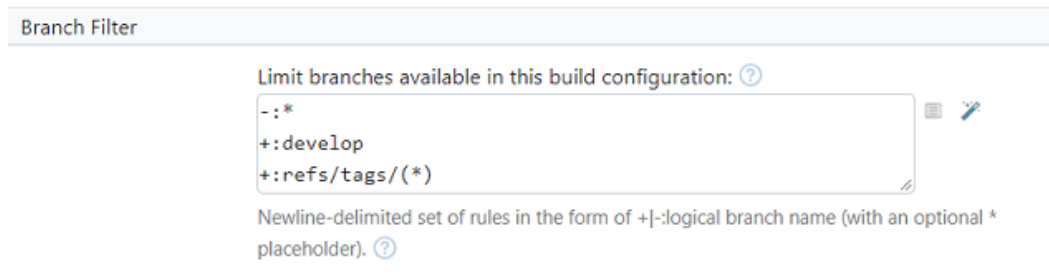 Branch Filter
Limit branches available in this build configuration: ?
-:*
+:develop
+:refs/tags/(*)
Newline-delimited set of rules in the form of +|-:logical branch name (with an optional *
placeholder). ?